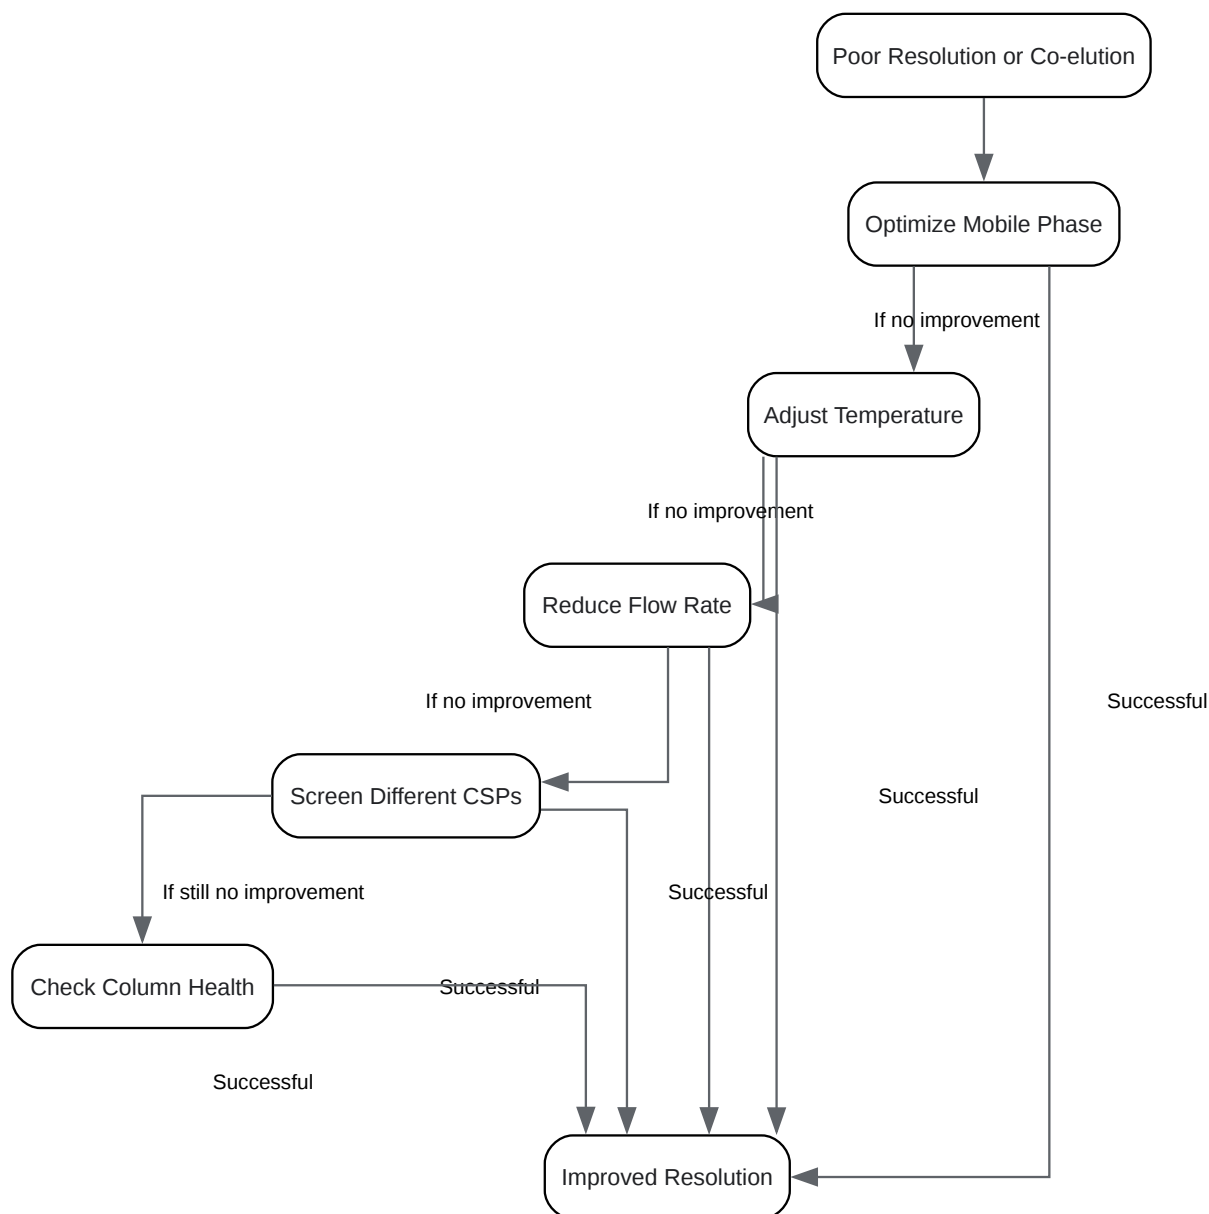 Poor Resolution or Co-elution
Optimize Mobile Phase
If no improvement
Adjust Temperature
If no improvement
Reduce Flow Rate
If no improvement
Successful
Screen Different CSPs
Successful
If still no improvement
Successful
Check Column Health
Successful
Successful
Improved Resolution